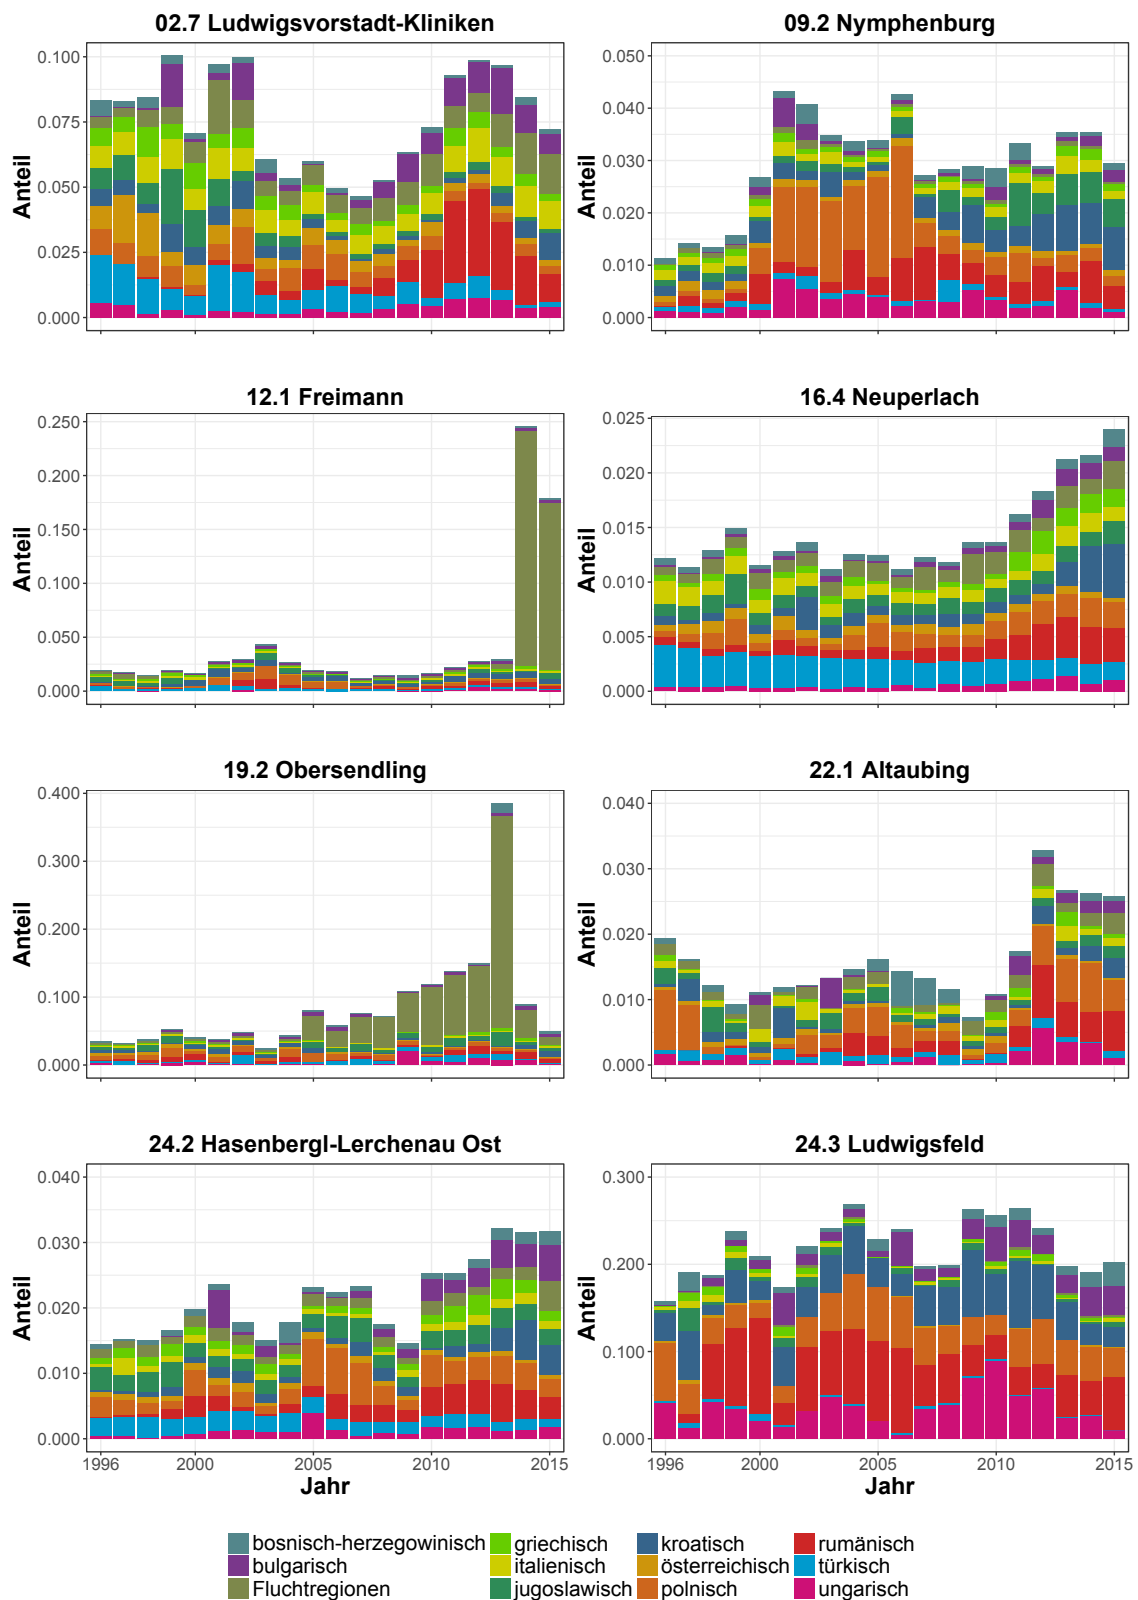 02.7 Ludwigsvorstadt-Kliniken
09.2 Nymphenburg
Anteil
0.100
0.075
0.050
0.025
0.000
Anteil
0.050
0.040
0.030
0.020
0.010
0.000
12.1 Freimann
16.4 Neuperlach
Anteil
0.250
0.200
0.150
0.100
0.050
0.000
Anteil
0.025
0.020
0.015
0.010
0.005
0.000
19.2 Obersendling
22.1 Altaubing
Anteil
0.400
0.300
0.200
0.100
0.000
Anteil
0.040
0.030
0.020
0.010
0.000
24.2 Hasenbergl-Lerchenau Ost
24.3 Ludwigsfeld
Anteil
0.040
0.030
0.020
0.010
0.000
Anteil
0.300
0.200
0.100
0.000
1996 2000 2005 2010 2015
1996 2000 2005 2010 2015
Jahr
Jahr
bosnisch-herzegowinisch griechisch kroatisch rumänisch
bulgarisch italienisch österreichisch türkisch
Fluchtregionen jugoslawisch polnisch ungarisch